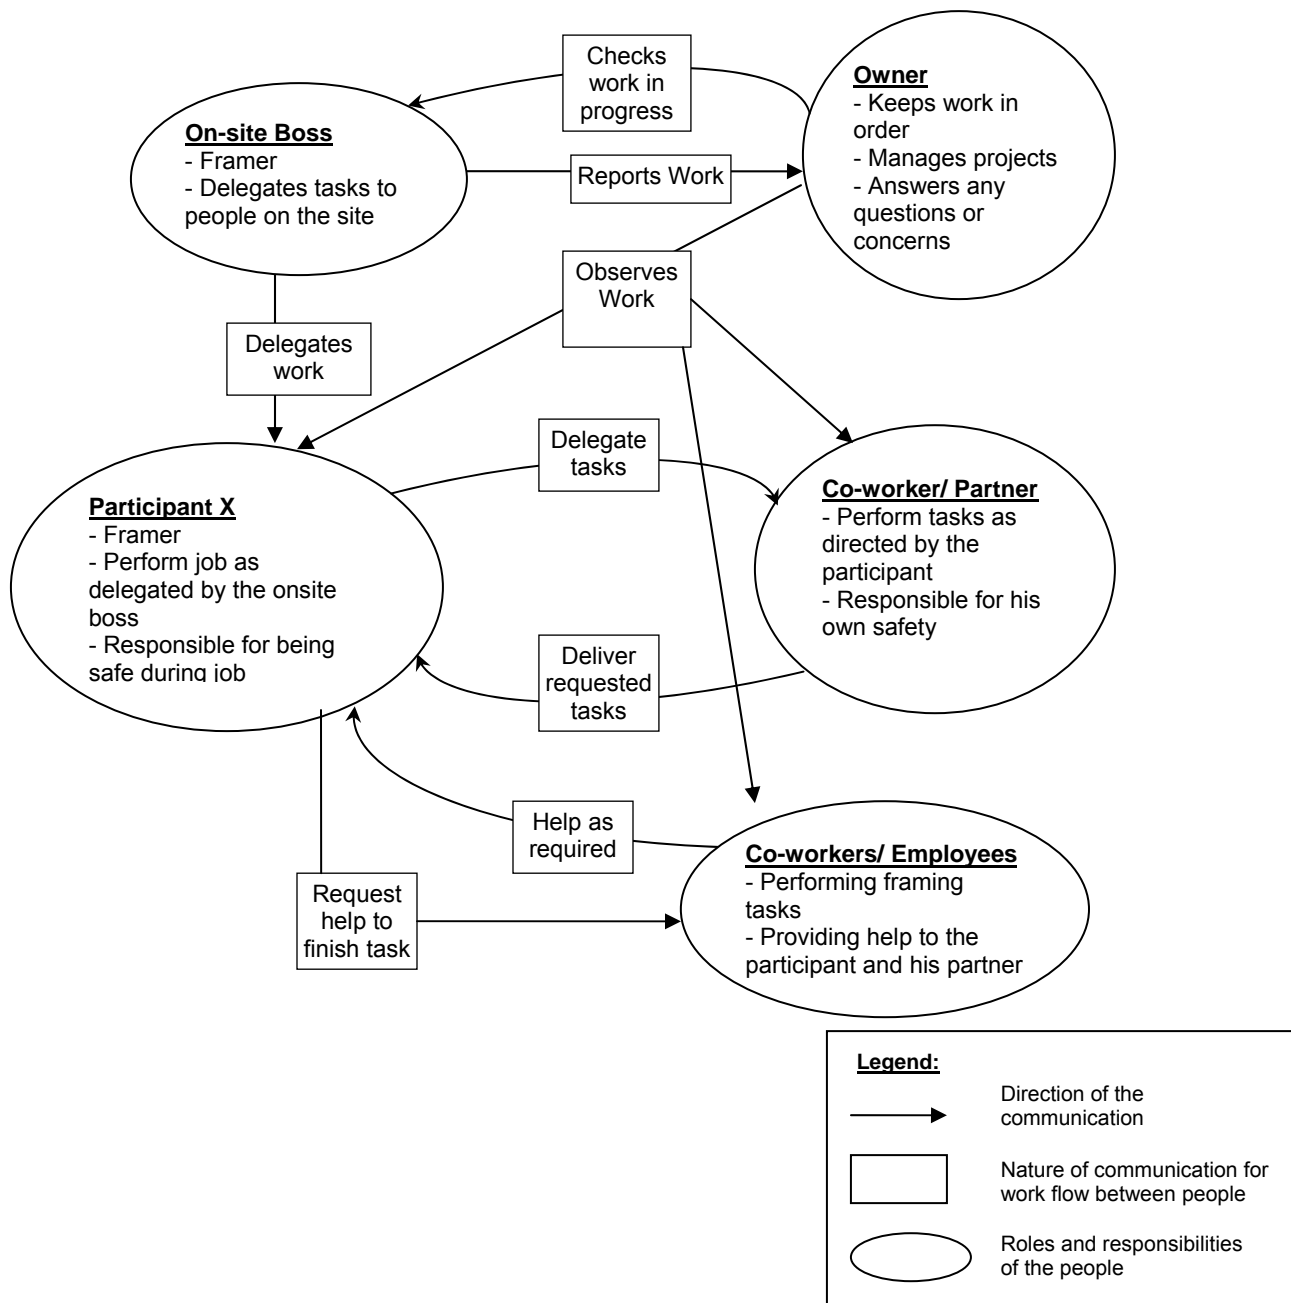 Checks
work in
progress
Owner
- Keeps work in
order
- Manages projects
- Answers any
questions or
concerns
On-site Boss
- Framer
- Delegates tasks to
people on the site
Reports Work
Observes
Work
Delegates
work
Delegate
tasks
Participant X
- Framer
- Perform job as
delegated by the onsite
boss
- Responsible for being
safe during job
Co-worker/ Partner
- Perform tasks as
directed by the
participant
- Responsible for his
own safety
Deliver
requested
tasks
Help as
required
Co-workers/ Employees
- Performing framing
tasks
- Providing help to the
participant and his partner
Request
help to
finish task
Legend:
Direction of the
communication
Nature of communication for
work flow between people
Roles and responsibilities
of the people